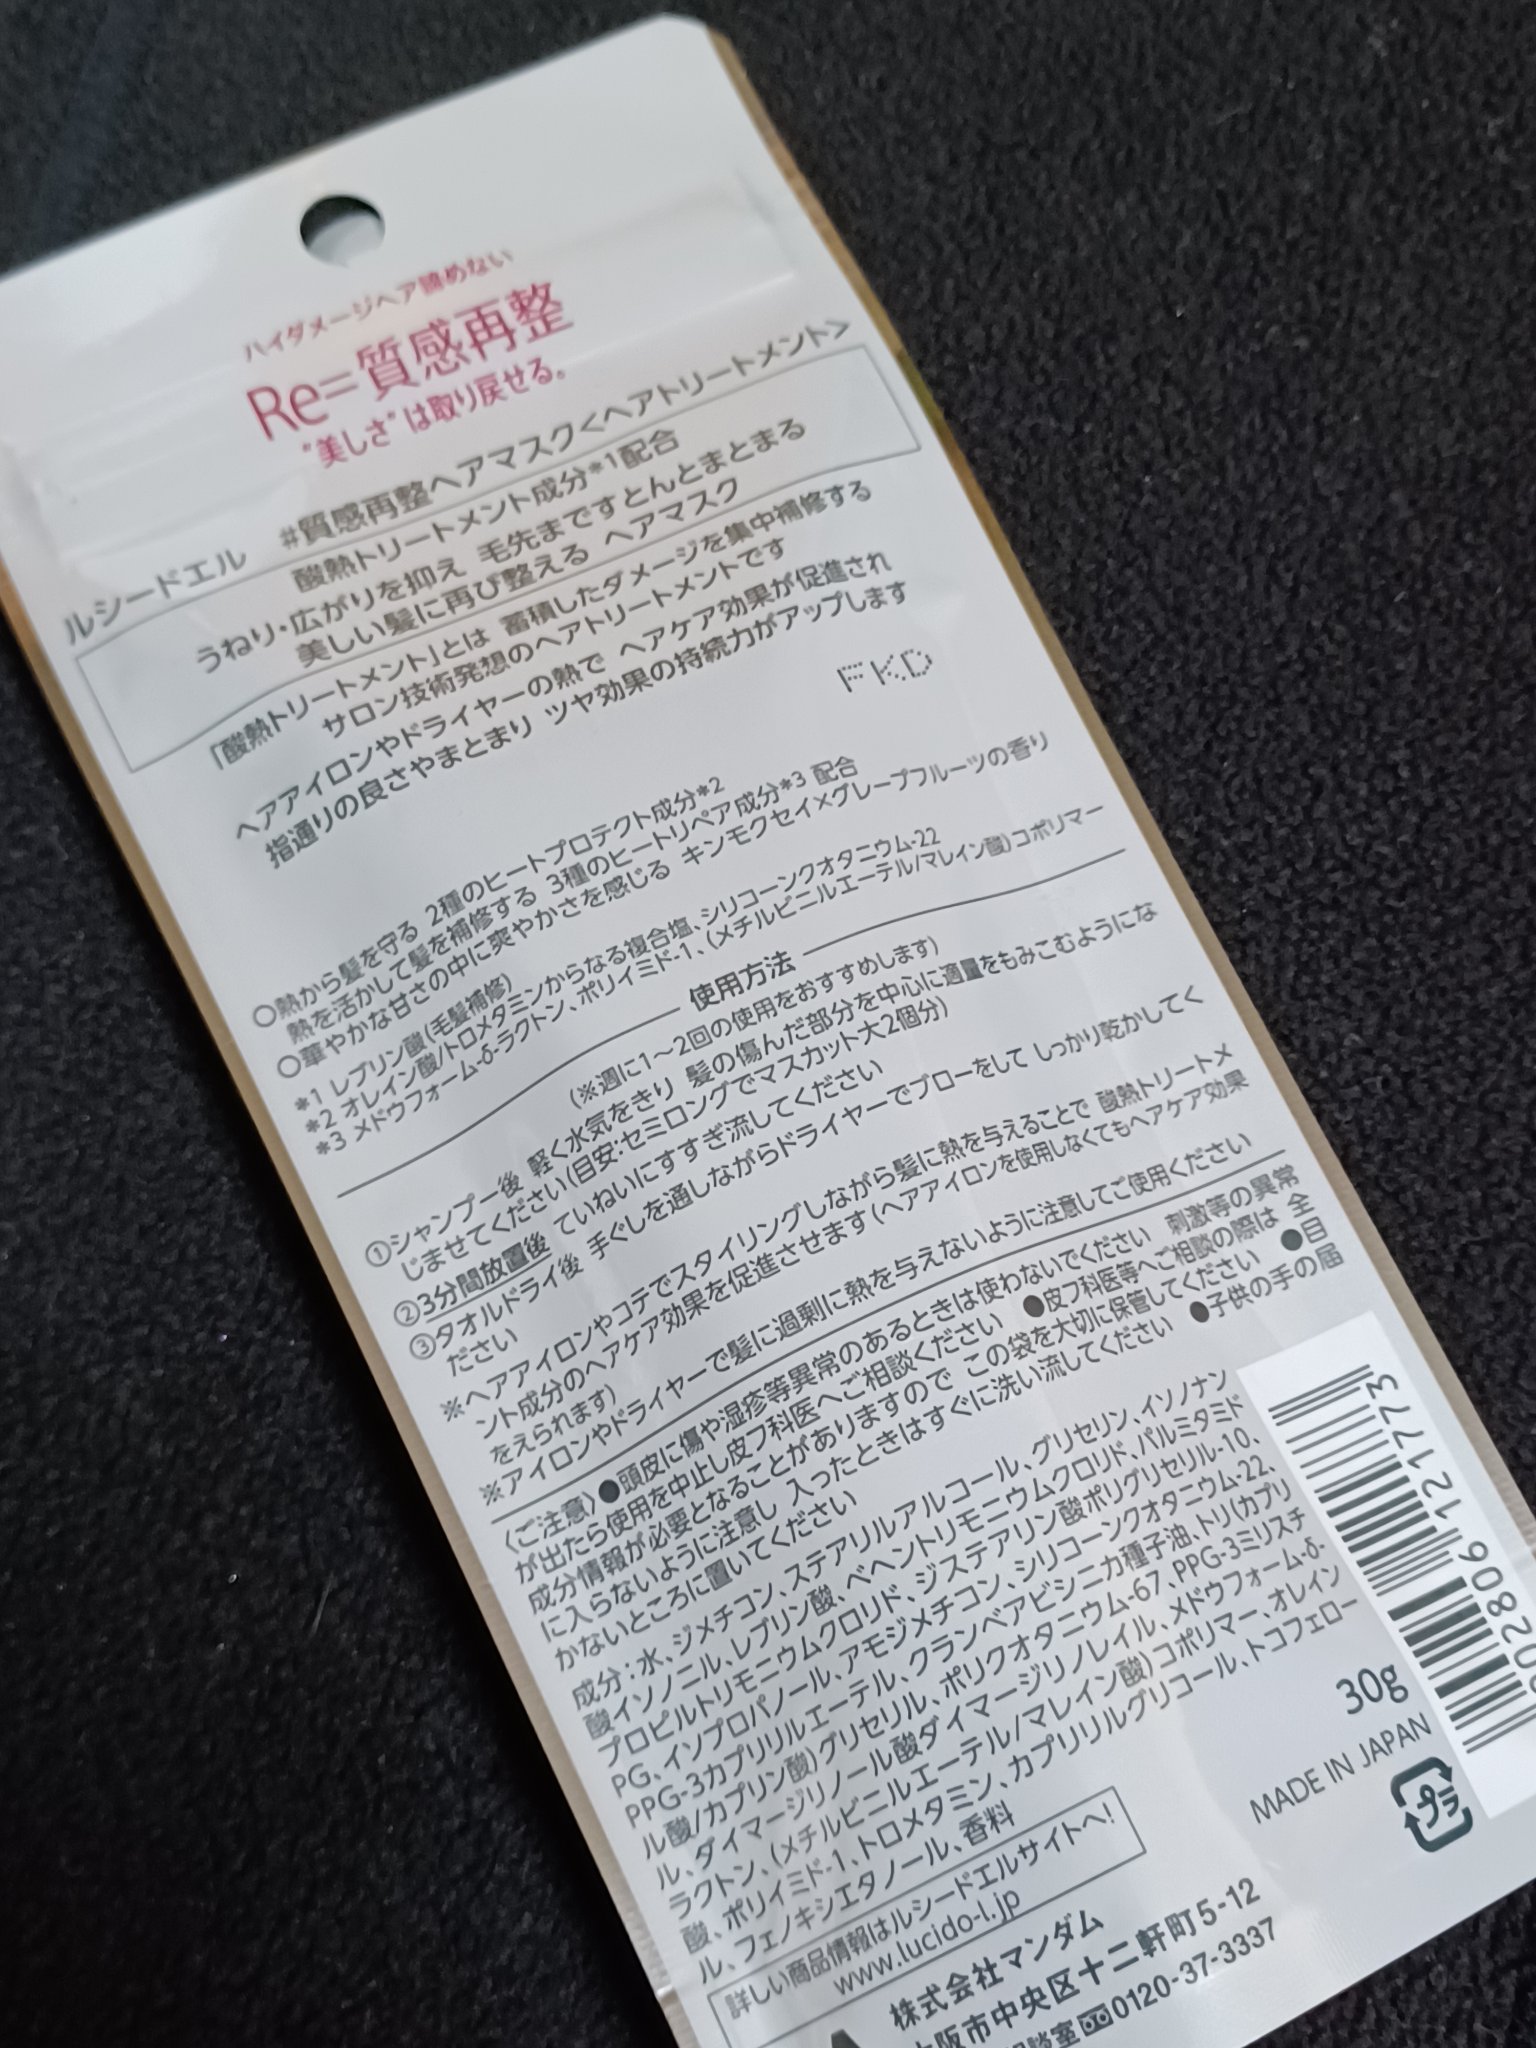 ハイダメージヘア諦めない
Re=質感再整
"美しさ"は取り戻せる。
ルシードエル #質感再整ヘアマスク<ヘアトリートメント>
酸熱トリートメント成分*1配合
うねり・広がりを抑え 毛先まですとんとまとまる
美しい髪に再び整える ヘアマスク
「酸熱トリートメント」とは 蓄積したダメージを集中補修する
サロン技術発想のヘアトリートメントです
ヘアアイロンやドライヤーの熱で ヘアケア効果が促進され
指通りの良さやまとまり ツヤ効果の持続力がアップします
FKD
○熱から髪を守る 2種のヒートプロテクト成分*2
熱を活かして髪を補修する 3種のヒートリペア成分*3 配合
○華やかな甘さの中に爽やかさを感じる キンモクセイ×グレープフルーツの香り
*1 レブリン酸(毛髪補修)
*2 オレイン酸/トロメタミンからなる複合塩、シリコーンクオタニウム-22
*3 メドウフォーム-δ-ラクトン、ポリイミド-1、(メチルビニルエーテル/マレイン酸)コポリマー
使用方法
(※週に1〜2回の使用をおすすめします)
①シャンプー後 軽く水気をきり 髪の傷んだ部分を中心に適量をもみこむようにな
じませてください(目安:セミロングでマスカット大2個分)
②3分間放置後 ていねいにすすぎ流してください
③タオルドライ後 手ぐしを通しながらドライヤーでブローをして しっかり乾かしてく
ださい
※ヘアアイロンやコテでスタイリングしながら髪に熱を与えることで 酸熱トリートメ
ント成分のヘアケア効果を促進させます(ヘアアイロンを使用しなくてもヘアケア効果
をえられます)
※アイロンやドライヤーで髪に過剰に熱を与えないように注意してご使用ください
〈ご注意〉●頭皮に傷や湿疹等異常のあるときは使わないでください 刺激等の異常
が出たら使用を中止し皮フ科医へご相談ください ●皮フ科医等へご相談の際は 全
成分情報が必要となることがありますので この袋を大切に保管してください ●目
に入らないように注意し 入ったときはすぐに洗い流してください ●子供の手の届
かないところに置いてください
成分:水、ジメチコン、ステアリルアルコール、グリセリン、イソノナン
酸イソノニル、レブリン酸、ベヘントリモニウムクロリド、パルミタミド
プロピルトリモニウムクロリド、ジステアリン酸ポリグリセリル-10、
PG、イソプロパノール、アモジメチコン、シリコーンクオタニウム-22、
PPG-3カプリリルエーテル、クランベアビシニカ種子油、トリ(カプリ
ル酸/カプリン酸)グリセリル、ポリクオタニウム-67、PPG-3ミリスチ
ル、ダイマージリノール酸ダイマージリノレイル、メドウフォーム-δ-
ラクトン、(メチルビニルエーテル/マレイン酸)コポリマー、オレイン
酸、ポリイミド-1、トロメタミン、カプリリルグリコール、トコフェロー
ル、フェノキシエタノール、香料
詳しい商品情報はルシードエルサイトへ!
www.lucido-l.jp
30g
MADE IN JAPAN
プラ
株式会社マンダム
大阪市中央区十二軒町5-12
相談室 0120-37-3337
902806 121773